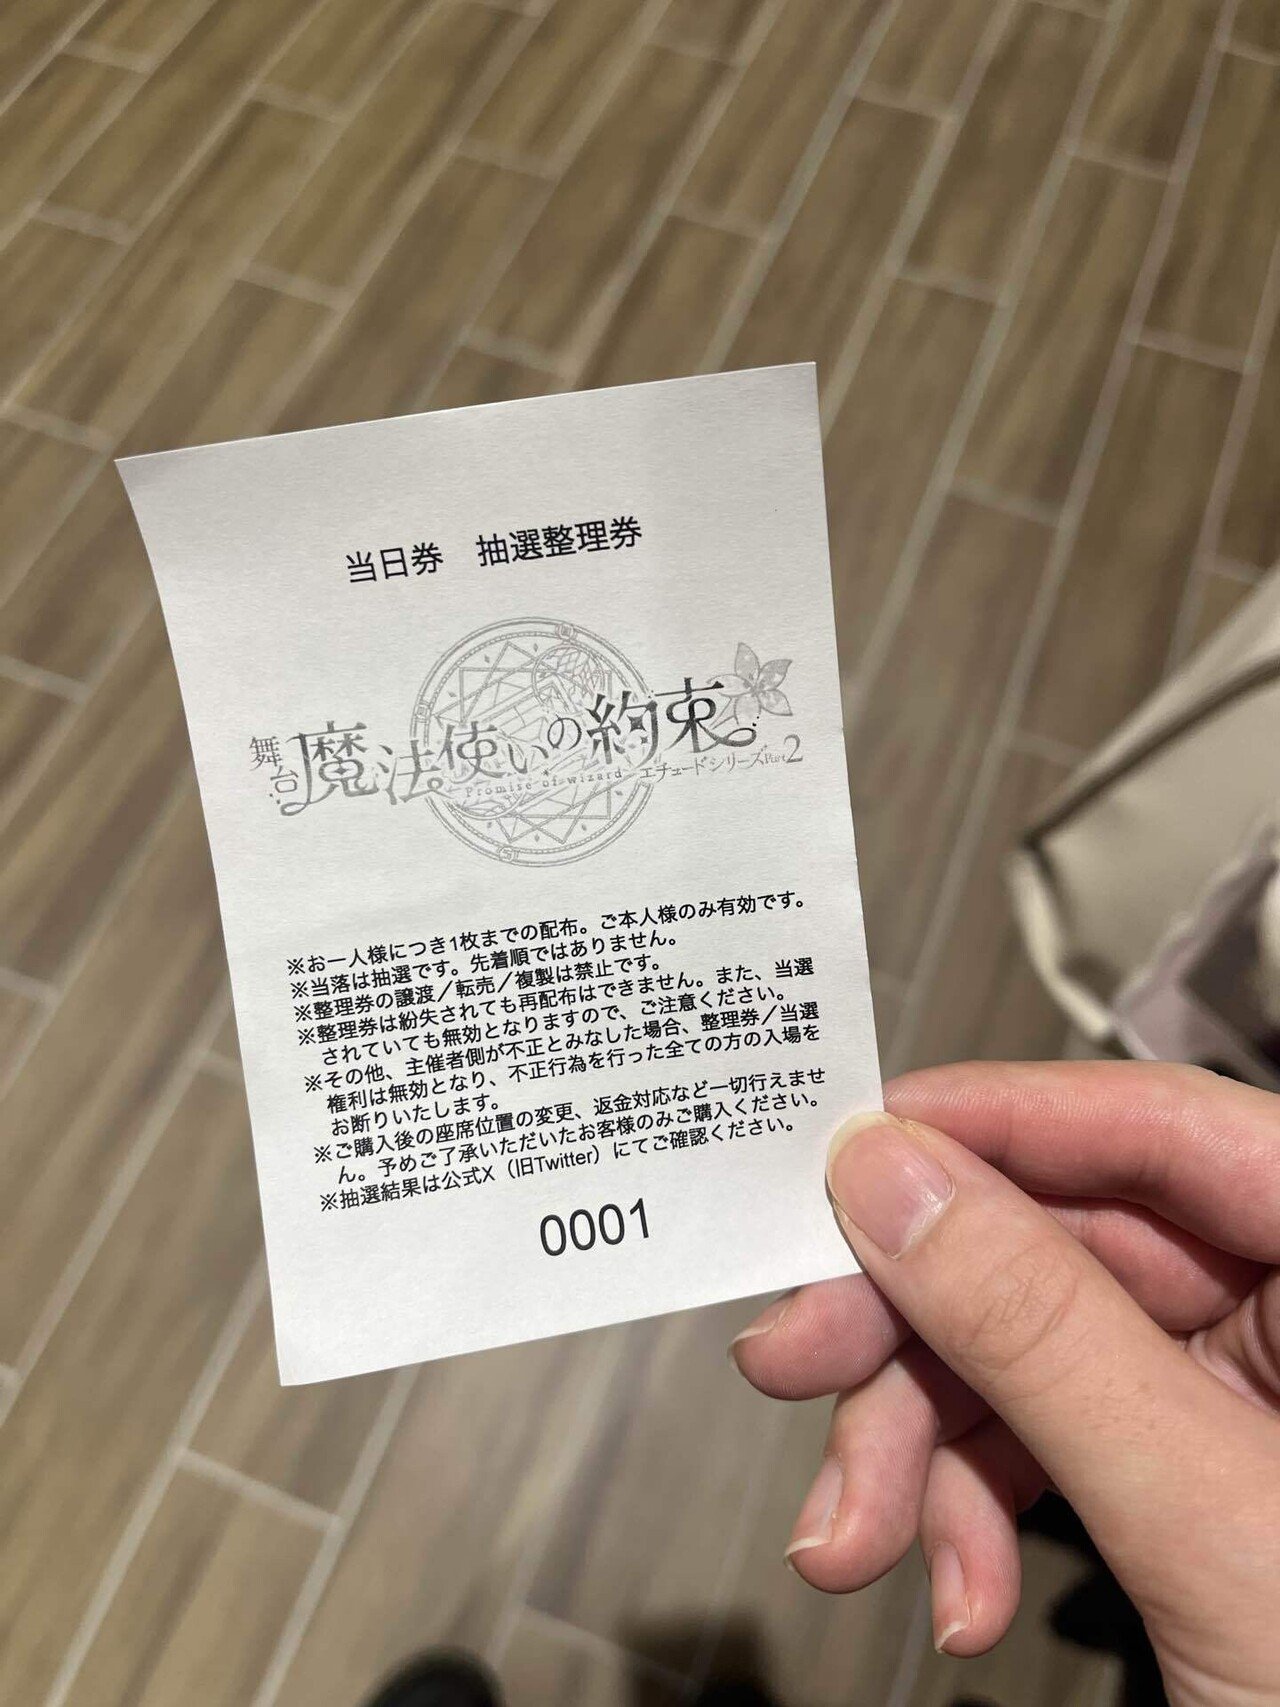 当日券　抽選整理券
舞台 魔法使いの約束
Promise of wizard エチュードシリーズPart2
※お一人様につき1枚までの配布。ご本人様のみ有効です。
※当落は抽選です。先着順ではありません。
※整理券の譲渡／転売／複製は禁止です。
※整理券は紛失されても再配布はできません。また、当選
されていても無効となりますので、ご注意ください。
※その他、主催者側が不正とみなした場合、整理券／当選
権利は無効となり、不正行為を行った全ての方の入場を
お断りいたします。
※ご購入後の座席位置の変更、返金対応など一切行えませ
ん。予めご了承いただいたお客様のみご購入ください。
※抽選結果は公式X（旧Twitter）にてご確認ください。
0001